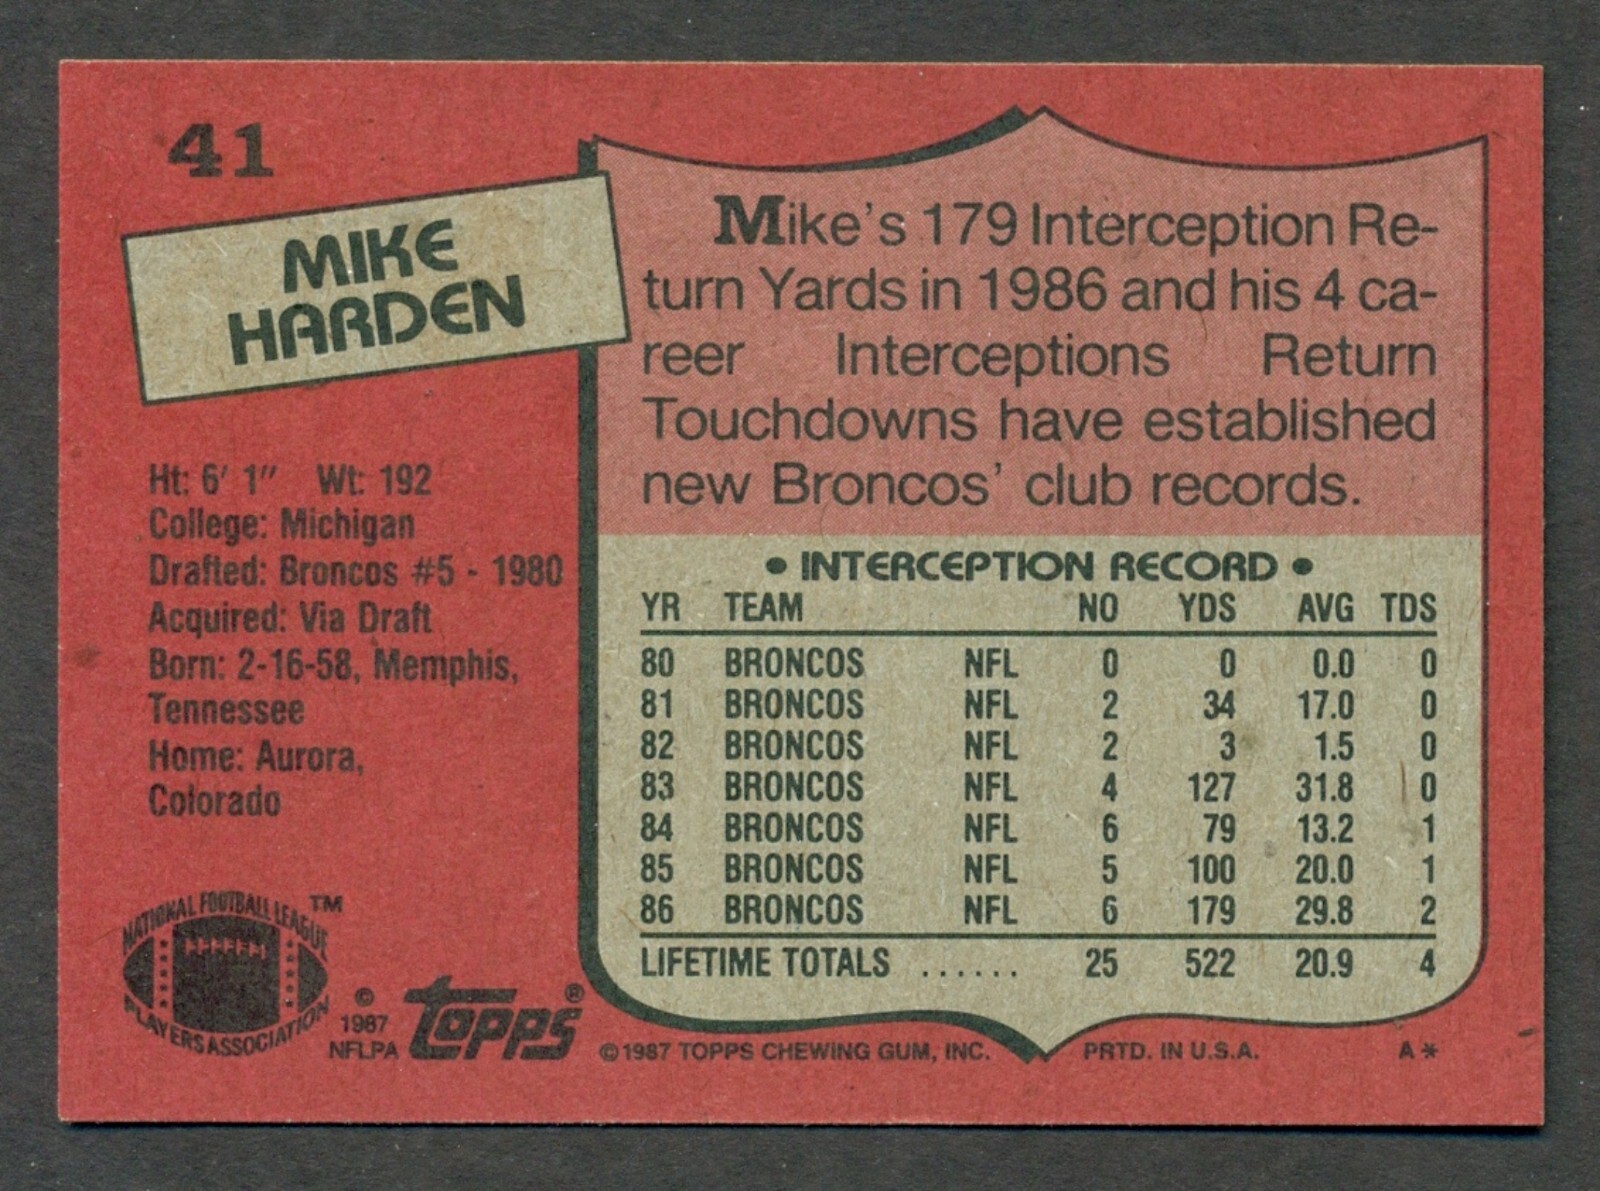 41
MIKE
HARDEN
Ht: 6' 1" Wt: 192
College: Michigan
Drafted: Broncos #5 - 1980
Acquired: Via Draft
Born: 2-16-58, Memphis,
Tennessee
Home: Aurora,
Colorado
NATIONAL FOOTBALL LEAGUE ™
PLAYERS ASSOCIATION
©
1987
NFLPA
Topps ®
Mike's 179 Interception Re-
turn Yards in 1986 and his 4 ca-
reer Interceptions Return
Touchdowns have established
new Broncos' club records.
• INTERCEPTION RECORD •
YR TEAM NO YDS AVG TDS
80 BRONCOS NFL 0 0 0.0 0
81 BRONCOS NFL 2 34 17.0 0
82 BRONCOS NFL 2 3 1.5 0
83 BRONCOS NFL 4 127 31.8 0
84 BRONCOS NFL 6 79 13.2 1
85 BRONCOS NFL 5 100 20.0 1
86 BRONCOS NFL 6 179 29.8 2
LIFETIME TOTALS ...... 25 522 20.9 4
© 1987 TOPPS CHEWING GUM, INC. PRTD. IN U.S.A. A*